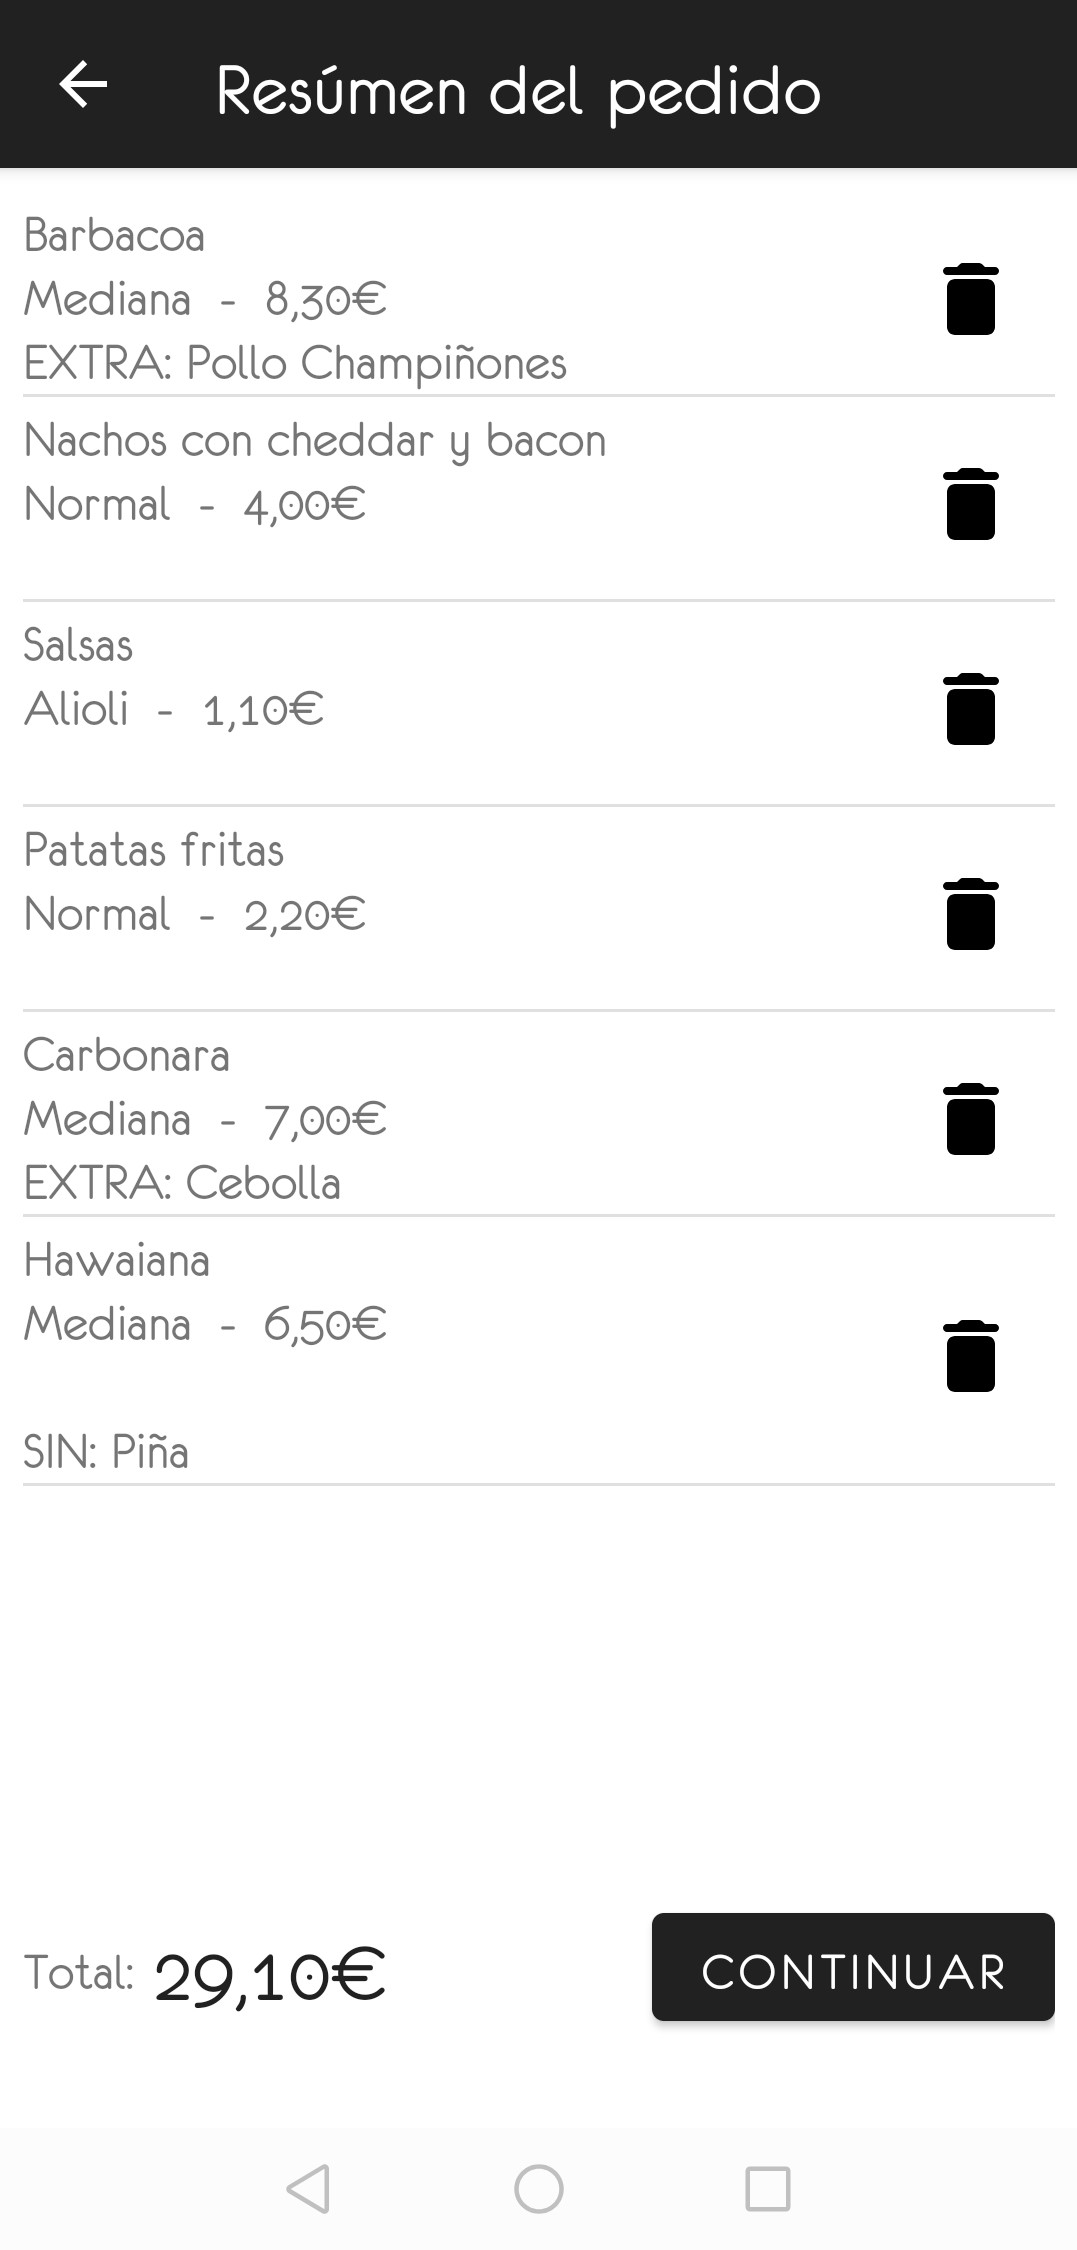 Resúmen del pedido
Barbacoa
Mediana - 8,30€
EXTRA: Pollo Champiñones
Nachos con cheddar y bacon
Normal - 4,00€
Salsas
Alioli - 1,10€
Patatas fritas
Normal - 2,20€
Carbonara
Mediana - 7,00€
EXTRA: Cebolla
Hawaiana
Mediana - 6,50€
SIN: Piña
Total: 29,10€
CONTINUAR